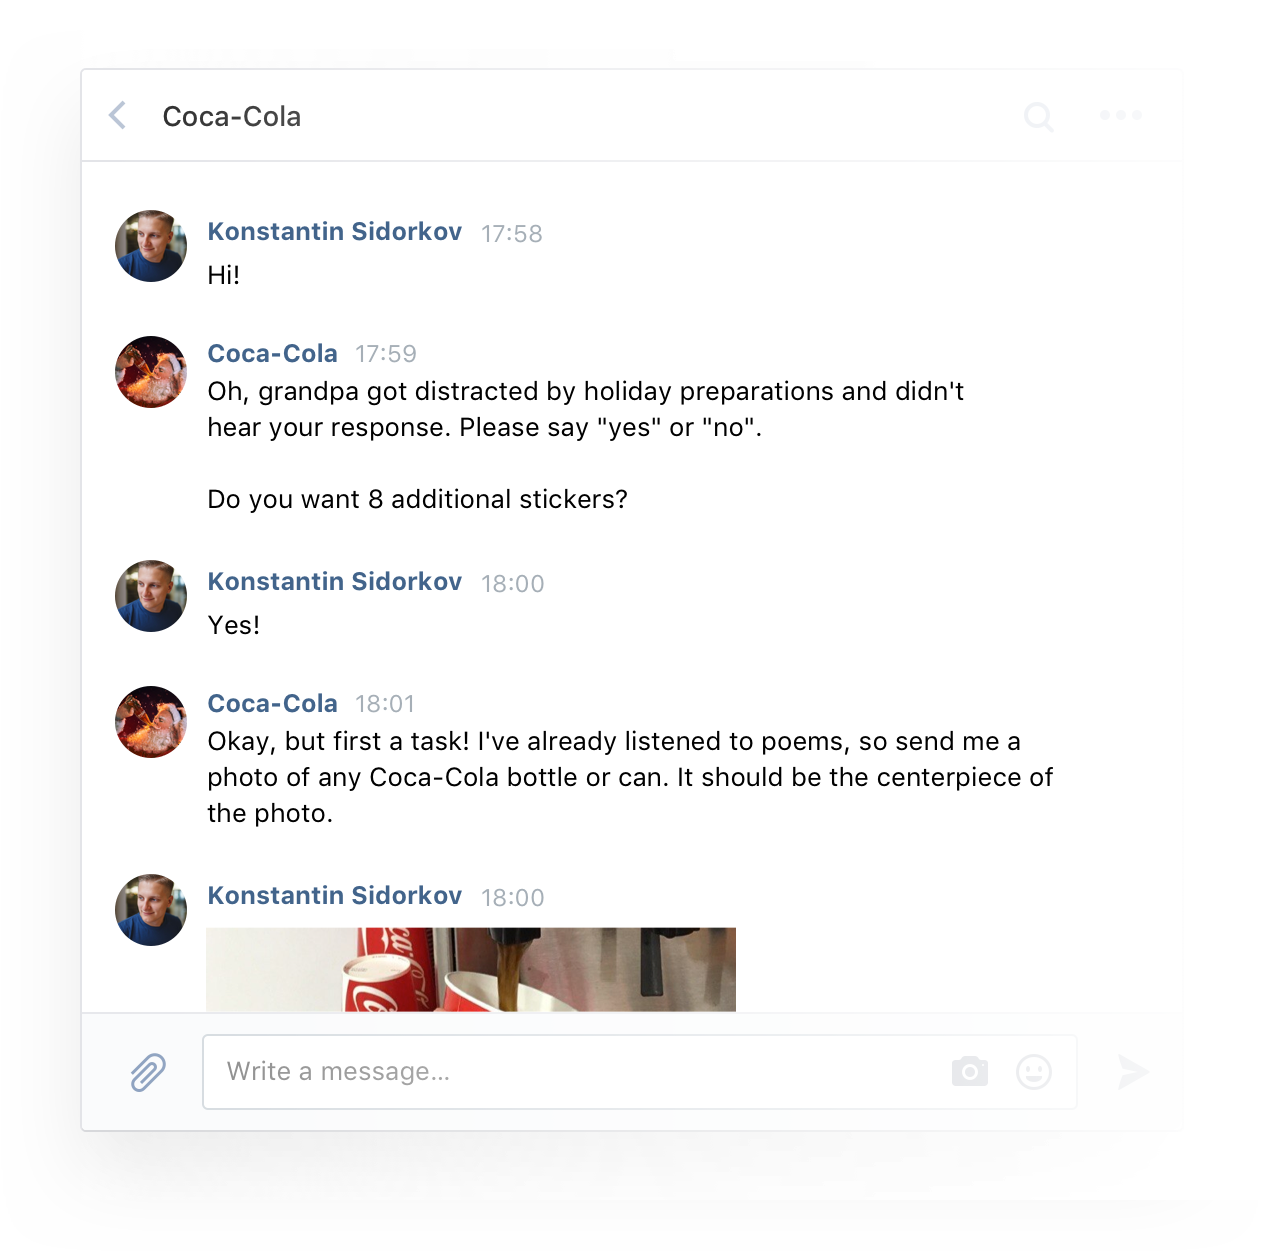 Coca-Cola
Konstantin Sidorkov 17:58
Hi!
Coca-Cola 17:59
Oh, grandpa got distracted by holiday preparations and didn't
hear your response. Please say "yes" or "no".
Do you want 8 additional stickers?
Konstantin Sidorkov 18:00
Yes!
Coca-Cola 18:01
Okay, but first a task! I've already listened to poems, so send me a
photo of any Coca-Cola bottle or can. It should be the centerpiece of
the photo.
Konstantin Sidorkov 18:00
Write a message...